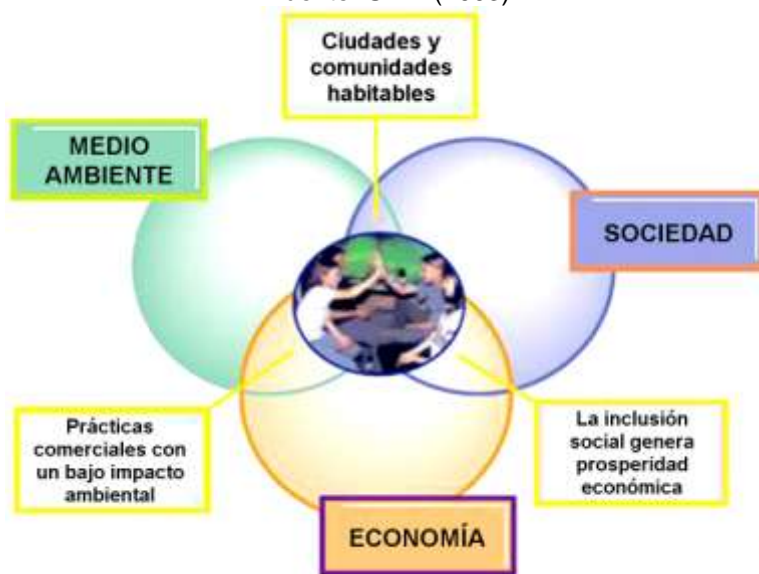 Ciudades y
comunidades
habitables
MEDIO
AMBIENTE
SOCIEDAD
Prácticas
comerciales con
un bajo impacto
ambiental
La inclusión
social genera
prosperidad
económica
ECONOMÍA